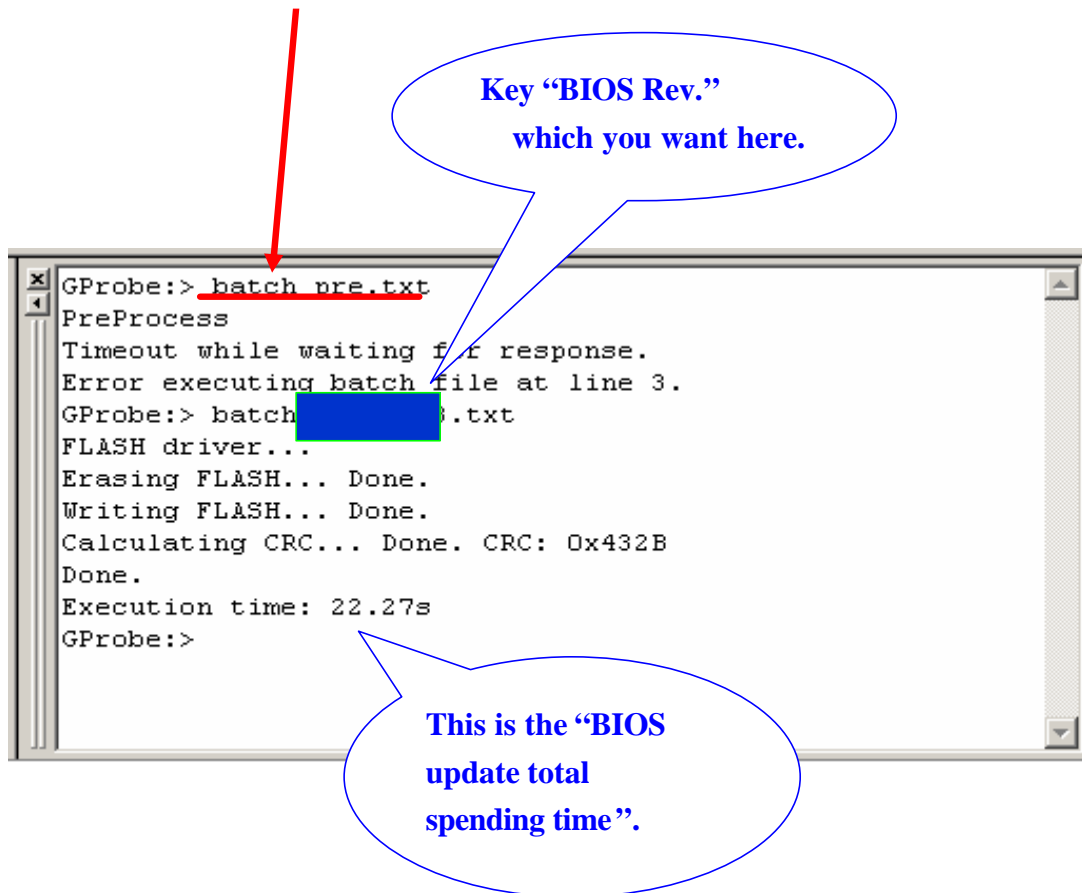 Key “BIOS Rev.”
which you want here.
GProbe:> batch pre.txt
PreProcess
Timeout while waiting for response.
Error executing batch file at line 3.
GProbe:> batch .txt
FLASH driver...
Erasing FLASH... Done.
Writing FLASH... Done.
Calculating CRC... Done. CRC: 0x432B
Done.
Execution time: 22.27s
GProbe:>
This is the “BIOS
update total
spending time”.